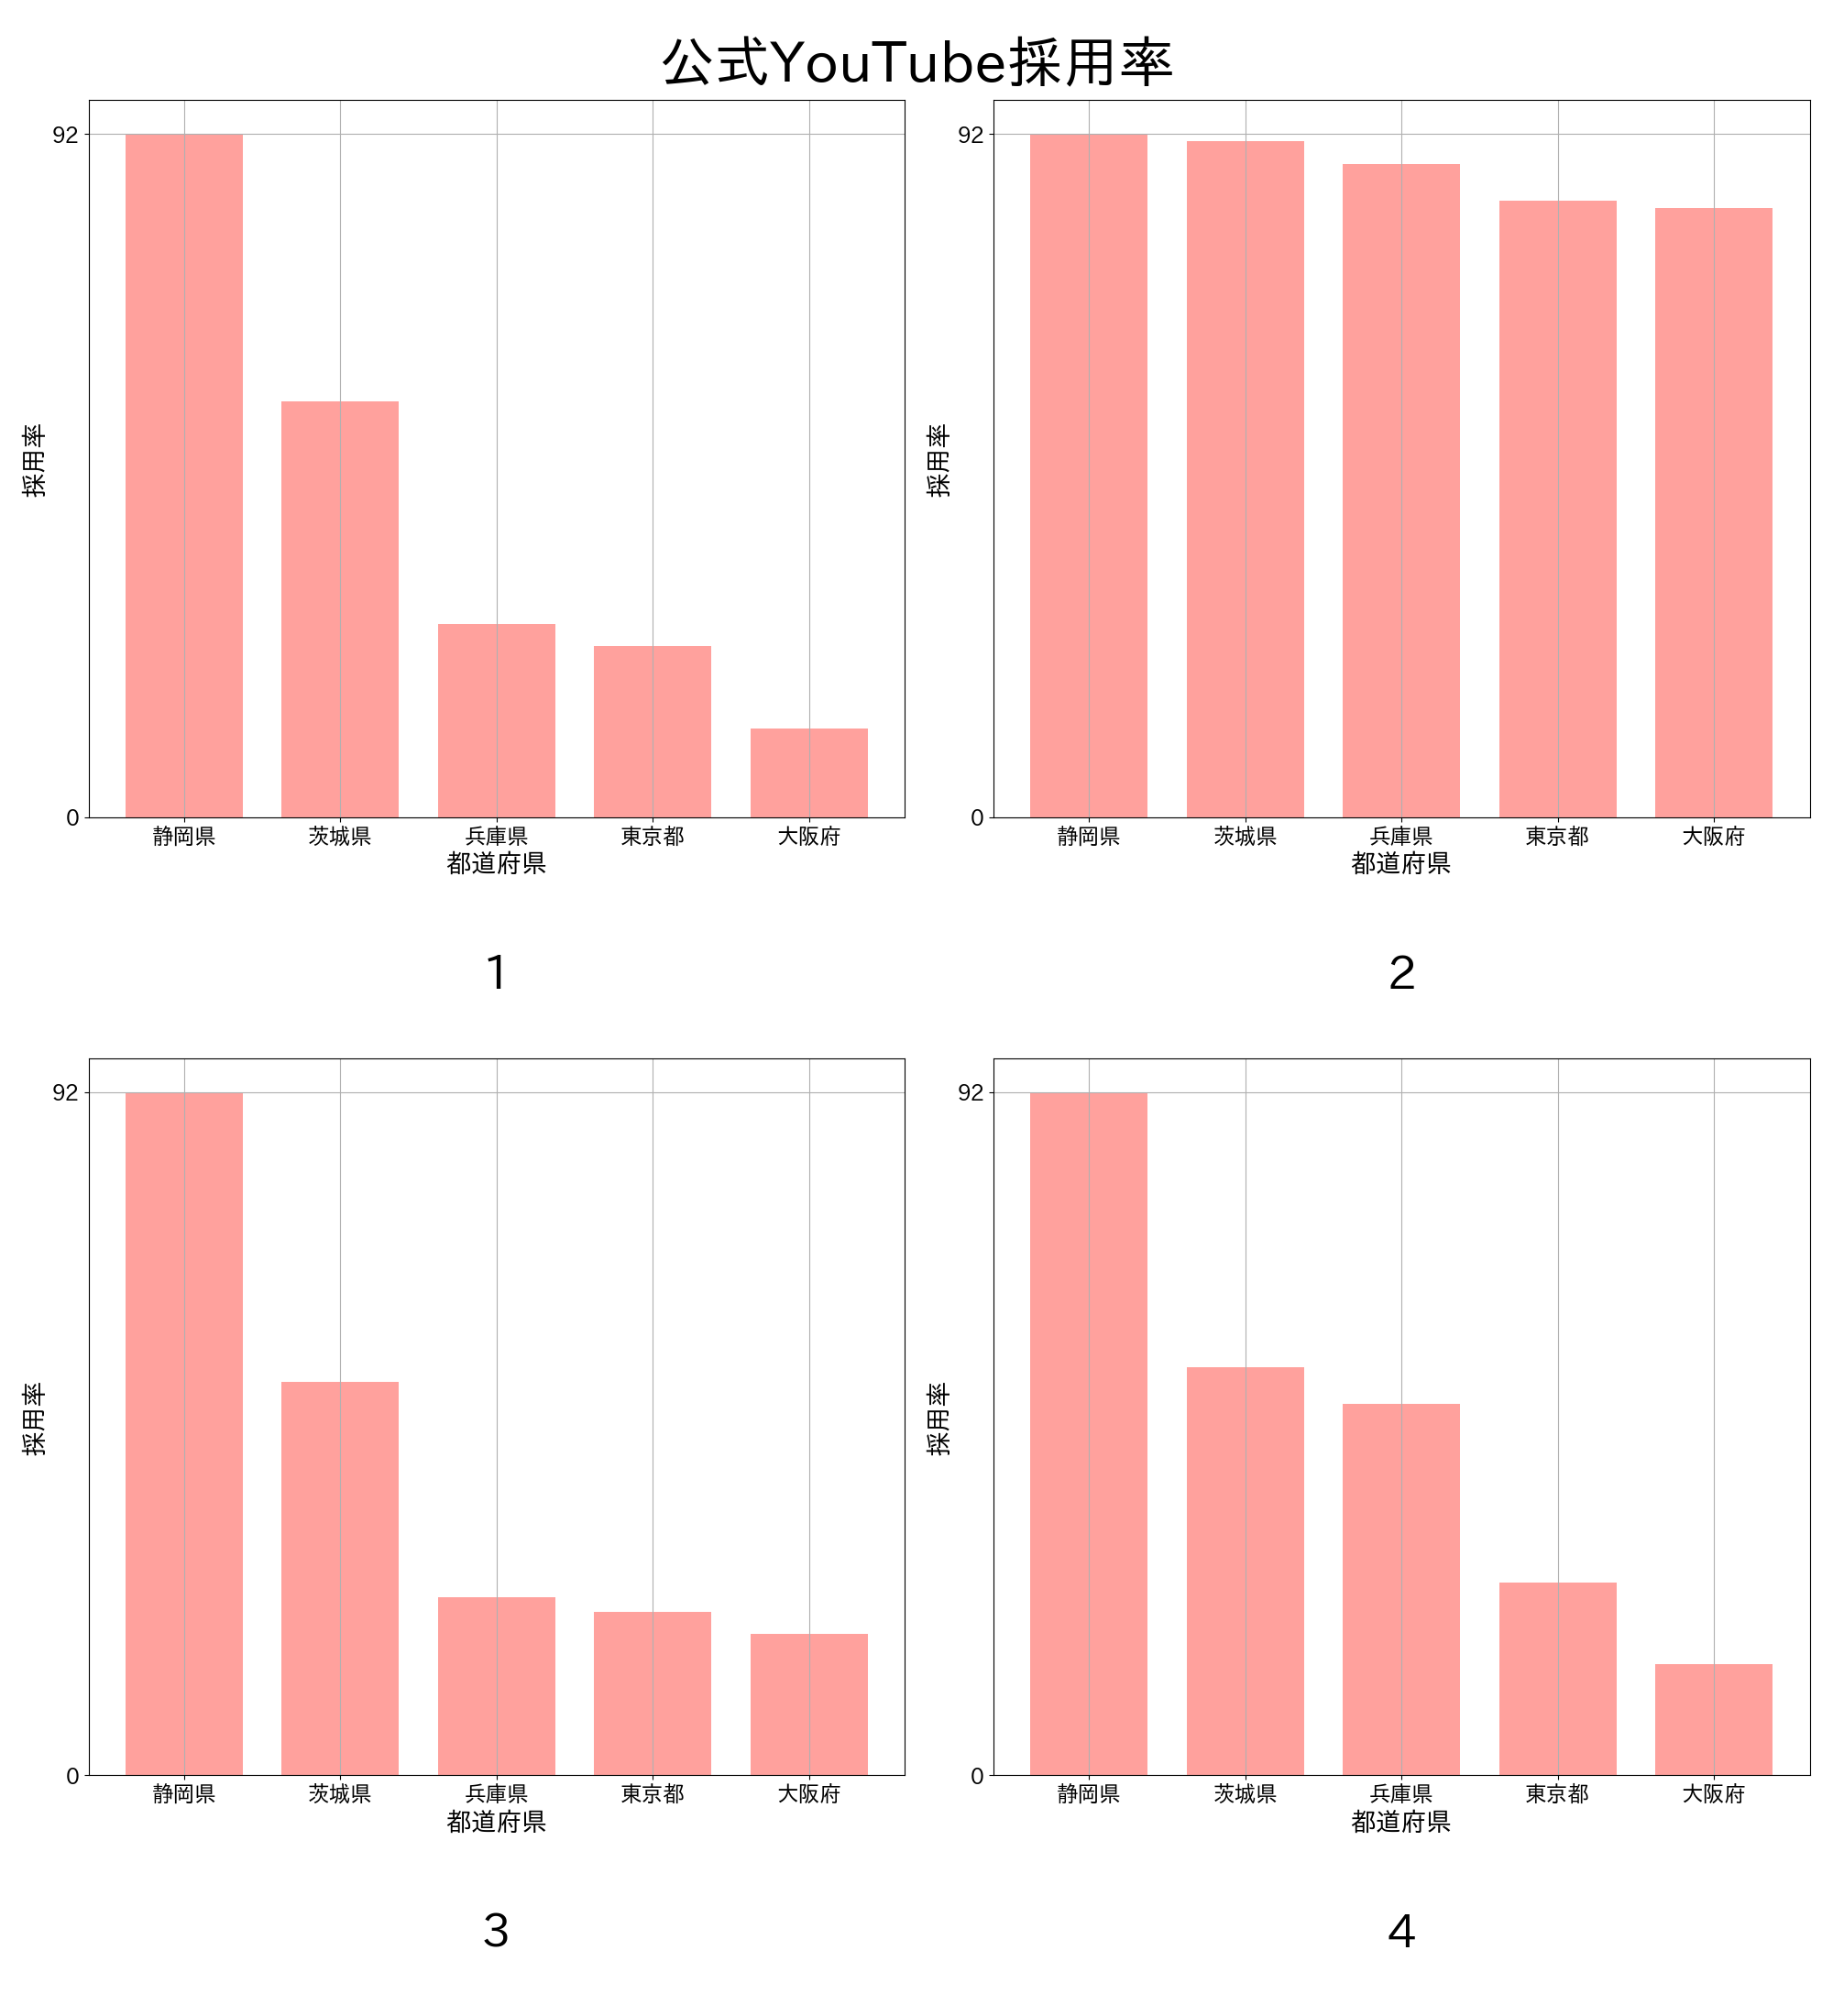 公式YouTube採用率
92
採用率
0
静岡県 茨城県 兵庫県 東京都 大阪府
都道府県
1
92
採用率
0
静岡県 茨城県 兵庫県 東京都 大阪府
都道府県
2
92
採用率
0
静岡県 茨城県 兵庫県 東京都 大阪府
都道府県
3
92
採用率
0
静岡県 茨城県 兵庫県 東京都 大阪府
都道府県
4